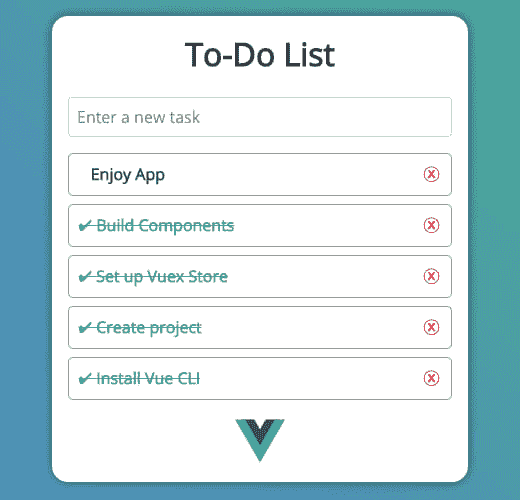 To-Do List
Enter a new task
Enjoy App
✔ Build Components
✔ Set up Vuex Store
✔ Create project
✔ Install Vue CLI